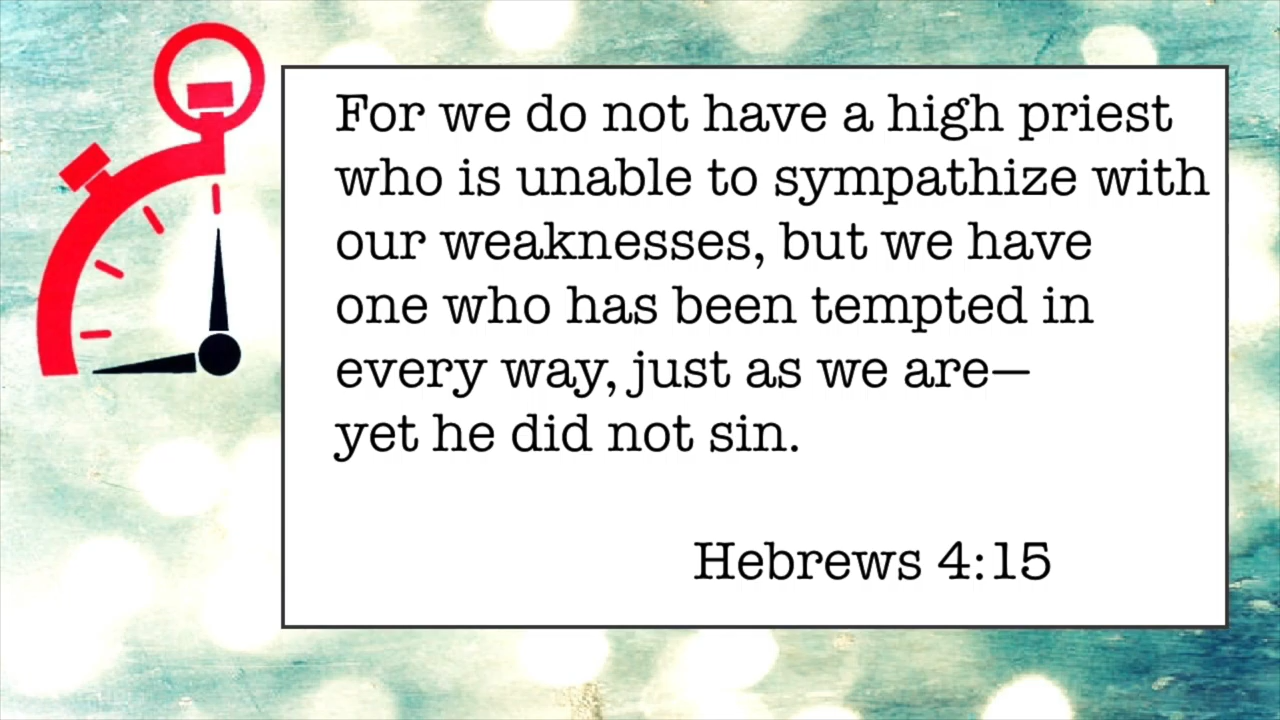 For we do not have a high priest
who is unable to sympathize with
our weaknesses, but we have
one who has been tempted in
every way, just as we are—
yet he did not sin.
Hebrews 4:15